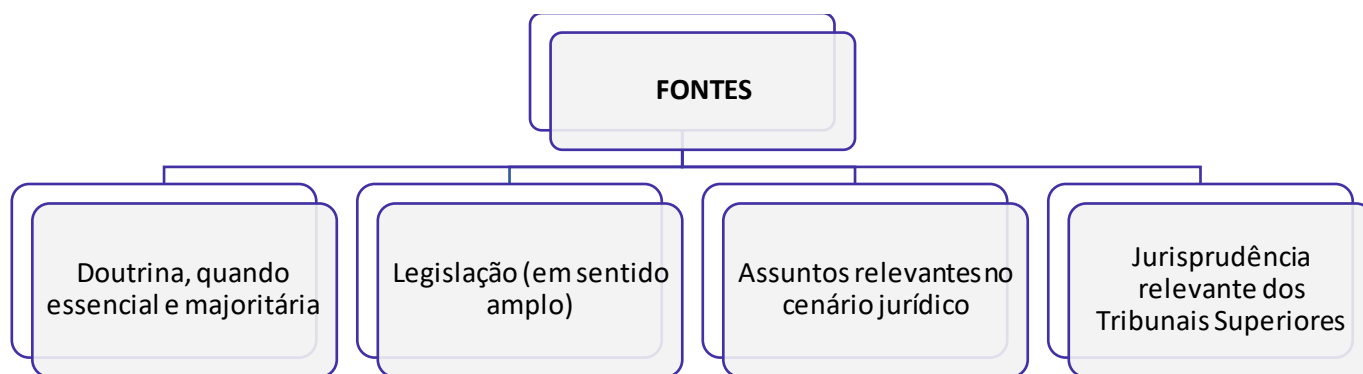 FONTES
Doutrina, quando
essencial e majoritária
Legislação (em sentido
amplo)
Assuntos relevantes no
cenário jurídico
Jurisprudência
relevante dos
Tribunais Superiores